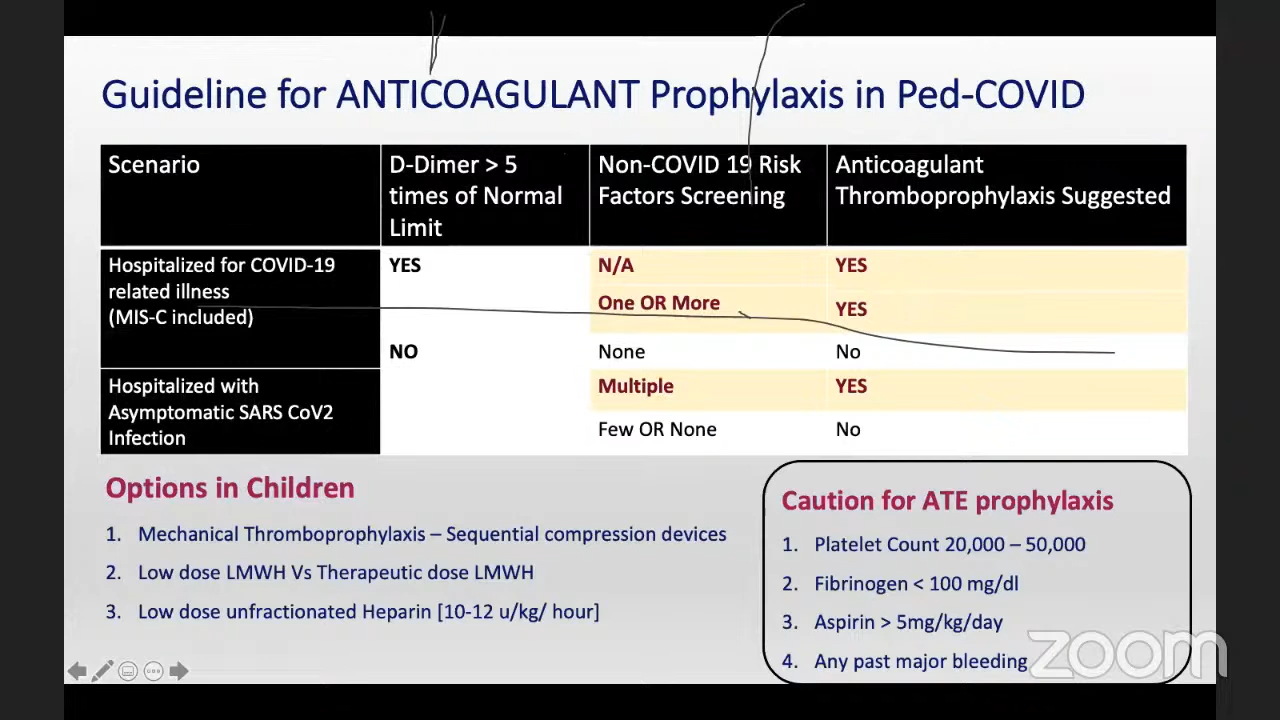 Guideline for ANTICOAGULANT Prophylaxis in Ped-COVID
Scenario
D-Dimer > 5
times of Normal
Limit
Non-COVID 19 Risk
Factors Screening
Anticoagulant
Thromboprophylaxis Suggested
Hospitalized for COVID-19
related illness
(MIS-C included)
YES
N/A
YES
One OR More
YES
NO
None
No
Hospitalized with
Asymptomatic SARS CoV2
Infection
Multiple
YES
Few OR None
No
Options in Children
1. Mechanical Thromboprophylaxis – Sequential compression devices
2. Low dose LMWH Vs Therapeutic dose LMWH
3. Low dose unfractionated Heparin [10-12 u/kg/ hour]
Caution for ATE prophylaxis
1. Platelet Count 20,000 – 50,000
2. Fibrinogen < 100 mg/dl
3. Aspirin > 5mg/kg/day
4. Any past major bleeding
zoom